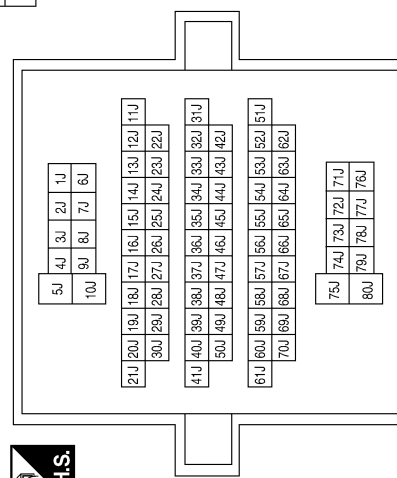 H.S.
5J 4J 3J 2J 1J
10J 9J 8J 7J 6J
21J 20J 19J 18J 17J 16J 15J 14J 13J 12J 11J
30J 29J 28J 27J 26J 25J 24J 23J 22J
41J 40J 39J 38J 37J 36J 35J 34J 33J 32J 31J
50J 49J 48J 47J 46J 45J 44J 43J 42J
61J 60J 59J 58J 57J 56J 55J 54J 53J 52J 51J
70J 69J 68J 67J 66J 65J 64J 63J 62J
75J 74J 73J 72J 71J
80J 79J 78J 77J 76J